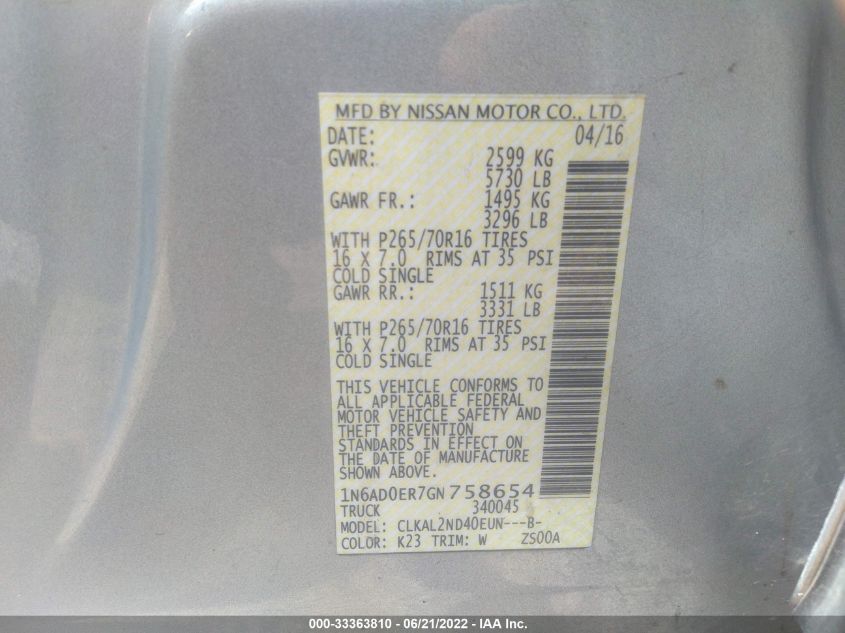 MFD BY NISSAN MOTOR CO., LTD.
DATE: 04/16
GVWR: 2599 KG
5730 LB
GAWR FR.: 1495 KG
3296 LB
WITH P265/70R16 TIRES
16 X 7.0 RIMS AT 35 PSI
COLD SINGLE
GAWR RR.: 1511 KG
3331 LB
WITH P265/70R16 TIRES
16 X 7.0 RIMS AT 35 PSI
COLD SINGLE
THIS VEHICLE CONFORMS TO
ALL APPLICABLE FEDERAL
MOTOR VEHICLE SAFETY AND
THEFT PREVENTION
STANDARDS IN EFFECT ON
THE DATE OF MANUFACTURE
SHOWN ABOVE.
1N6AD0ER7GN758654
TRUCK 340045
MODEL: CLKAL2ND40EUN---B-
COLOR: K23 TRIM: W ZS00A
000-33363810 - 06/21/2022 - IAA Inc.